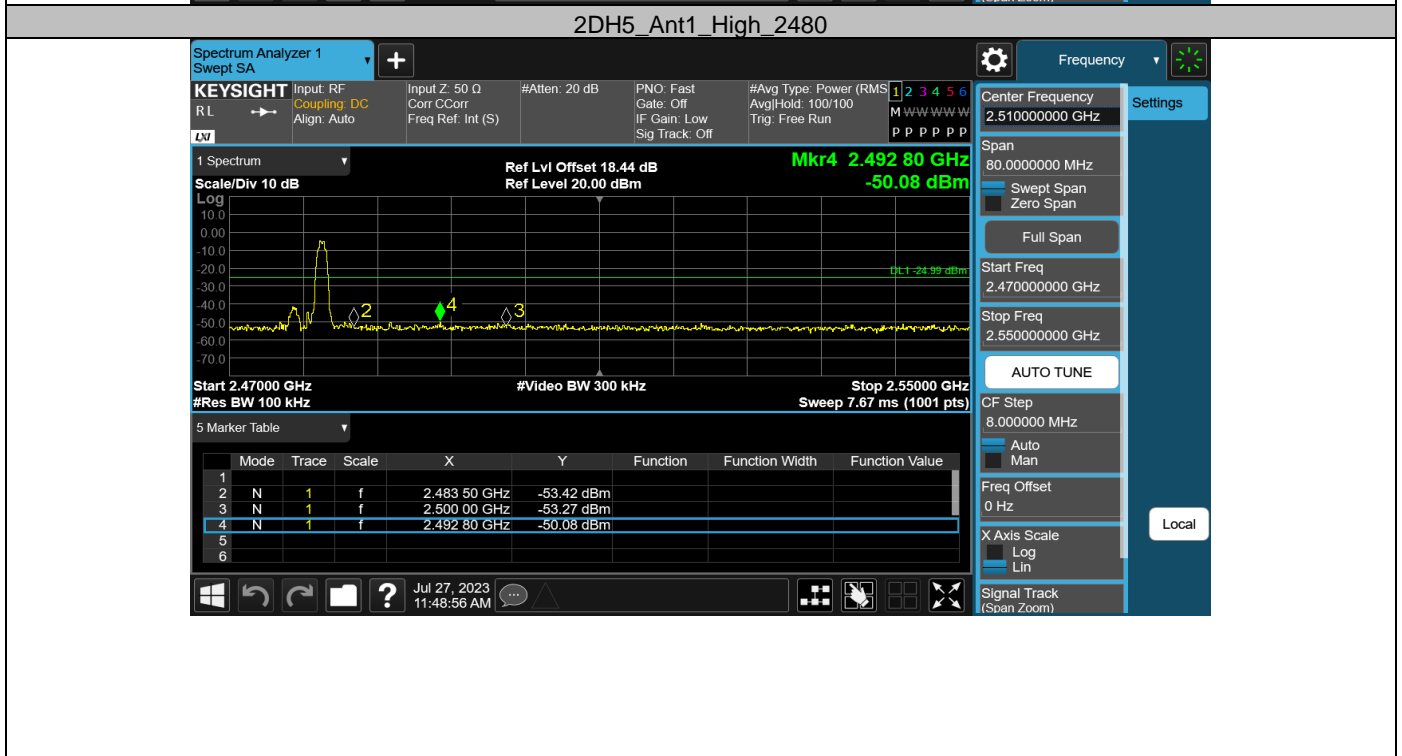 (Span Zoom)
2DH5_Ant1_High_2480
Spectrum Analyzer 1
Swept SA
+
Frequency
KEYSIGHT
RL
LXI
Input: RF
Coupling: DC
Align: Auto
Input Z: 50 Ω
Corr CCorr
Freq Ref: Int (S)
#Atten: 20 dB
PNO: Fast
Gate: Off
IF Gain: Low
Sig Track: Off
#Avg Type: Power (RMS
Avg|Hold: 100/100
Trig: Free Run
1 2 3 4 5 6
M W W W W W
P P P P P P
1 Spectrum
Scale/Div 10 dB
Ref Lvl Offset 18.44 dB
Ref Level 20.00 dBm
Mkr4 2.492 80 GHz
-50.08 dBm
Log
10.0
0.00
-10.0
-20.0
-30.0
-40.0
-50.0
-60.0
-70.0
DL1 -24.99 dBm
2
4
3
Start 2.47000 GHz
#Res BW 100 kHz
#Video BW 300 kHz
Stop 2.55000 GHz
Sweep 7.67 ms (1001 pts)
5 Marker Table
Mode Trace Scale X Y Function Function Width Function Value
1
2 N 1 f 2.483 50 GHz -53.42 dBm
3 N 1 f 2.500 00 GHz -53.27 dBm
4 N 1 f 2.492 80 GHz -50.08 dBm
5
6
?
Jul 27, 2023
11:48:56 AM
Center Frequency
2.510000000 GHz
Settings
Span
80.0000000 MHz
Swept Span
Zero Span
Full Span
Start Freq
2.470000000 GHz
Stop Freq
2.550000000 GHz
AUTO TUNE
CF Step
8.000000 MHz
Auto
Man
Freq Offset
0 Hz
Local
X Axis Scale
Log
Lin
Signal Track
(Span Zoom)